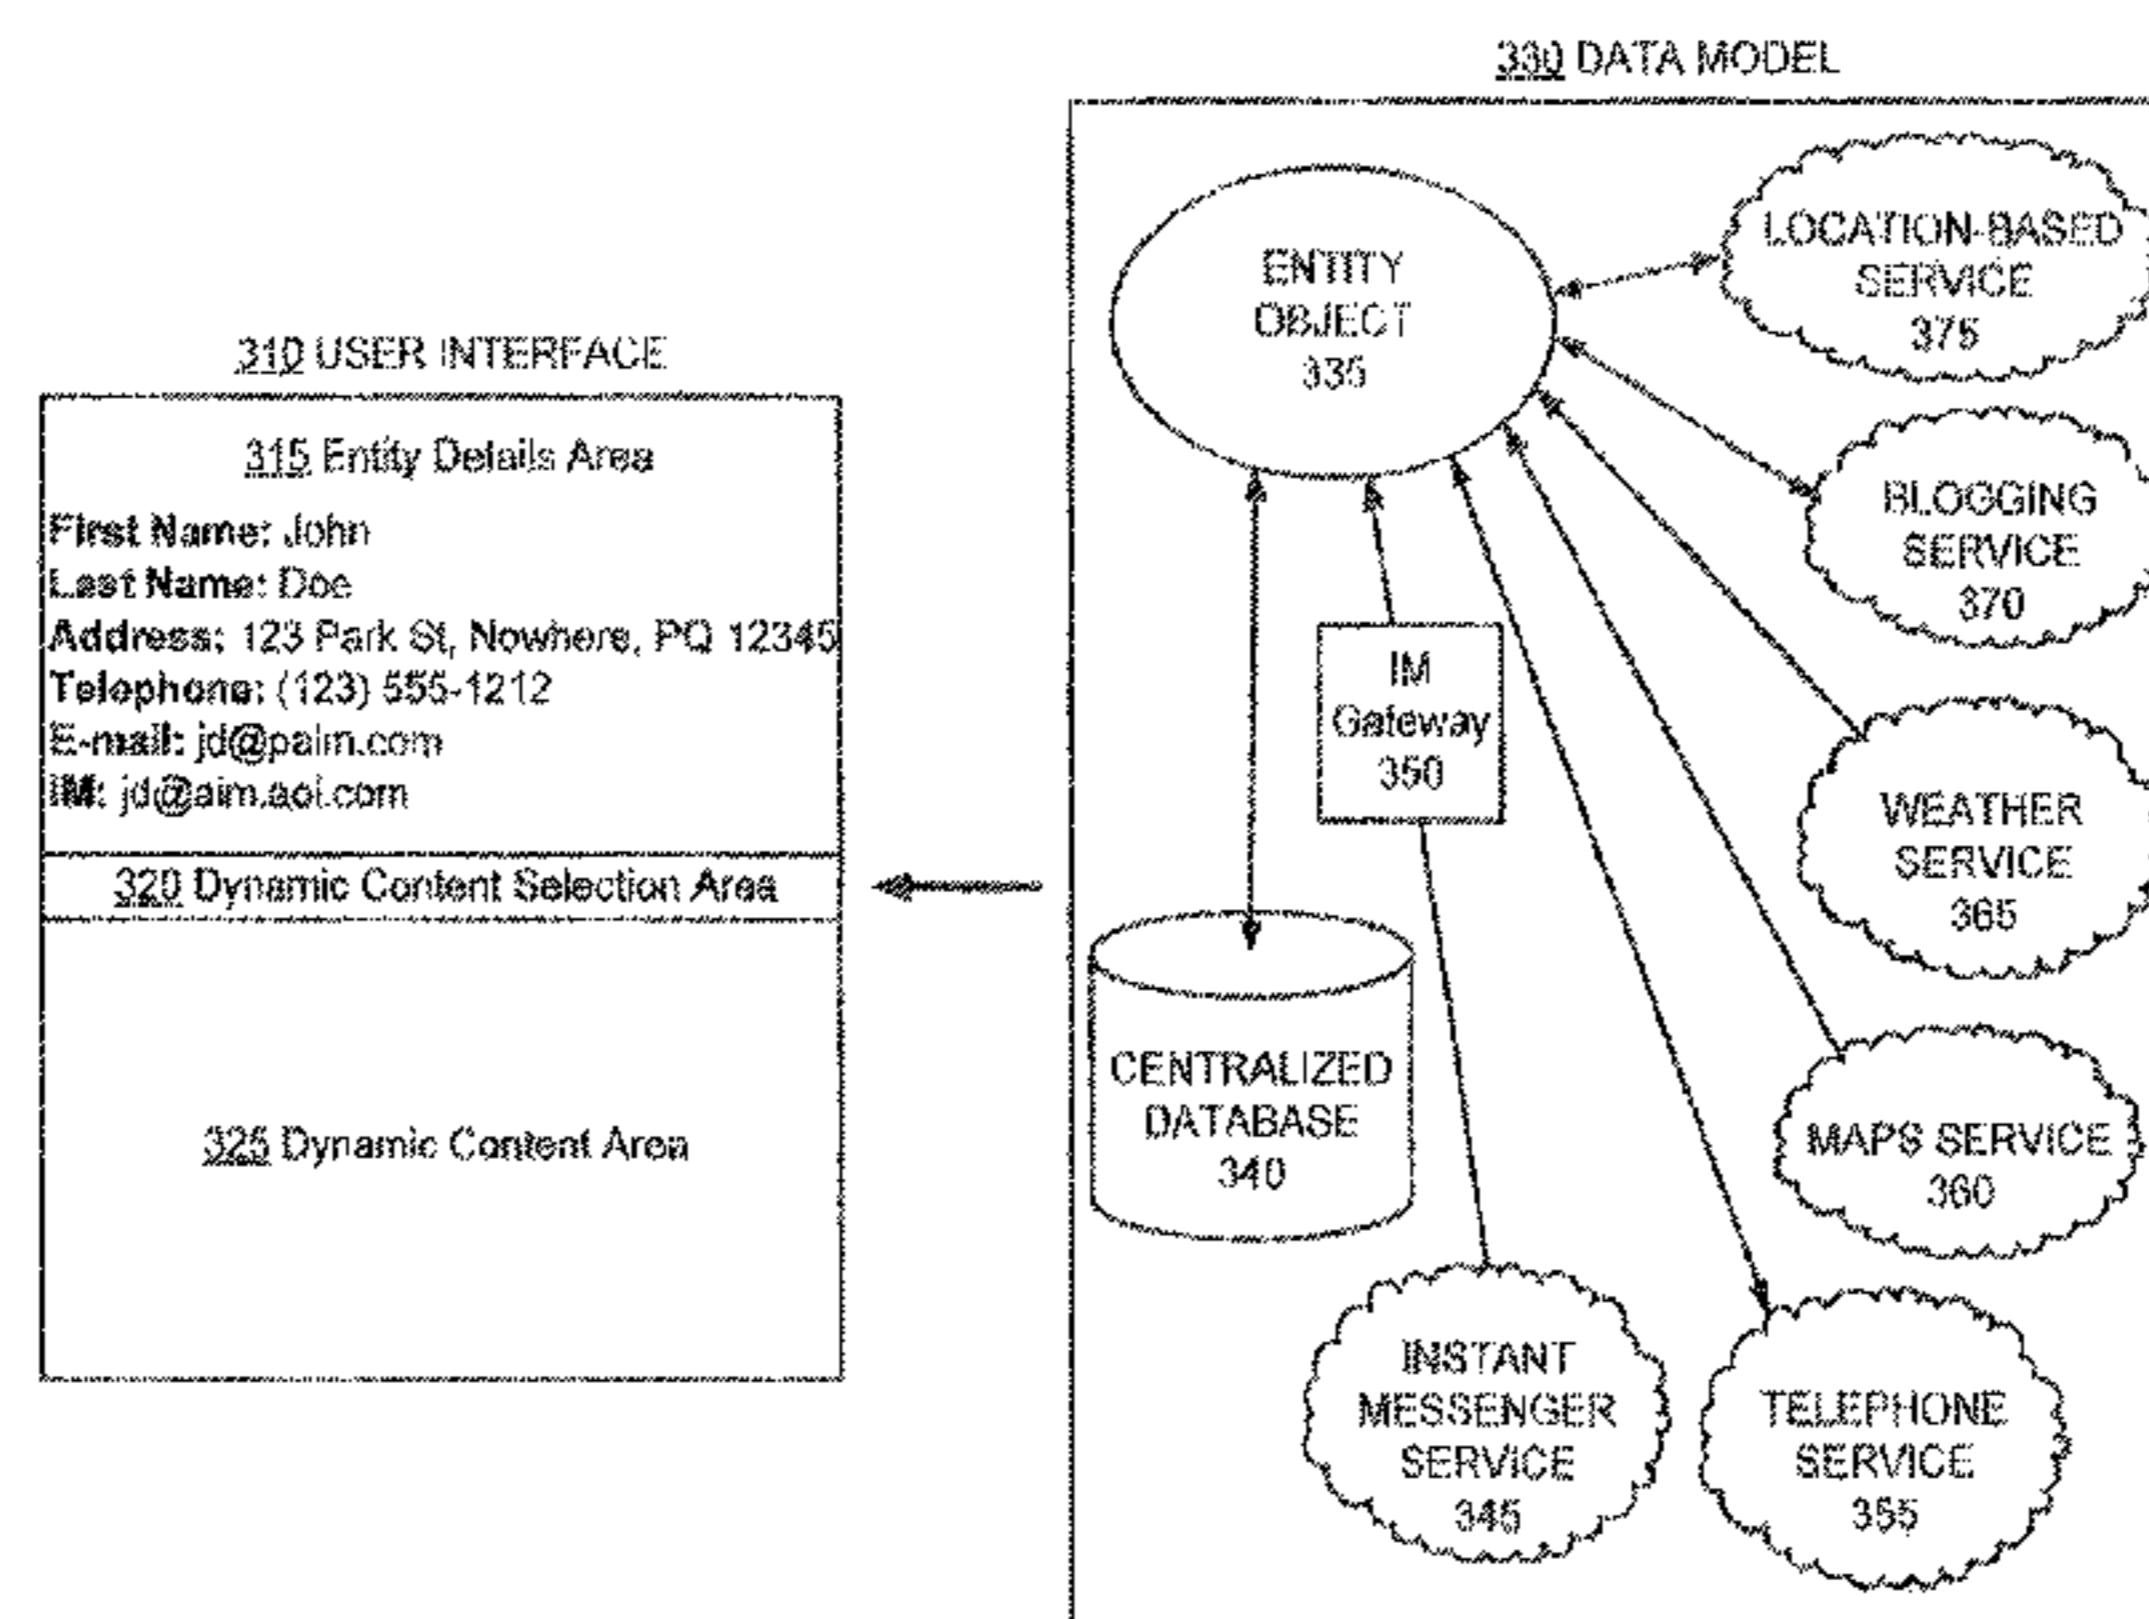 330 DATA MODEL
310 USER INTERFACE
315 Entity Details Area
First Name: John
Last Name: Doe
Address: 123 Park St, Nowhere, PQ 12345
Telephone: (123) 555-1212
E-mail: jd@palm.com
IM: jd@aim.aol.com
320 Dynamic Content Selection Area
325 Dynamic Content Area
ENTITY
OBJECT
335
LOCATION-BASED
SERVICE
375
BLOGGING
SERVICE
370
IM
Gateway
350
WEATHER
SERVICE
365
CENTRALIZED
DATABASE
340
MAPS SERVICE
360
INSTANT
MESSENGER
SERVICE
345
TELEPHONE
SERVICE
355